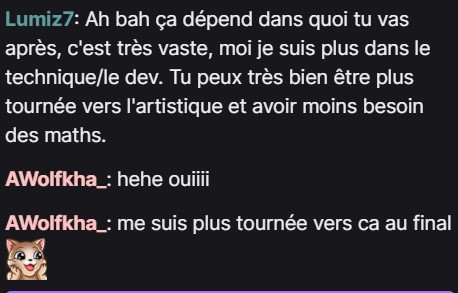 Lumiz7: Ah bah ça dépend dans quoi tu vas
après, c'est très vaste, moi je suis plus dans le
technique/le dev. Tu peux très bien être plus
tournée vers l'artistique et avoir moins besoin
des maths.
AWolfkha_: hehe ouiiii
AWolfkha_: me suis plus tournée vers ca au final